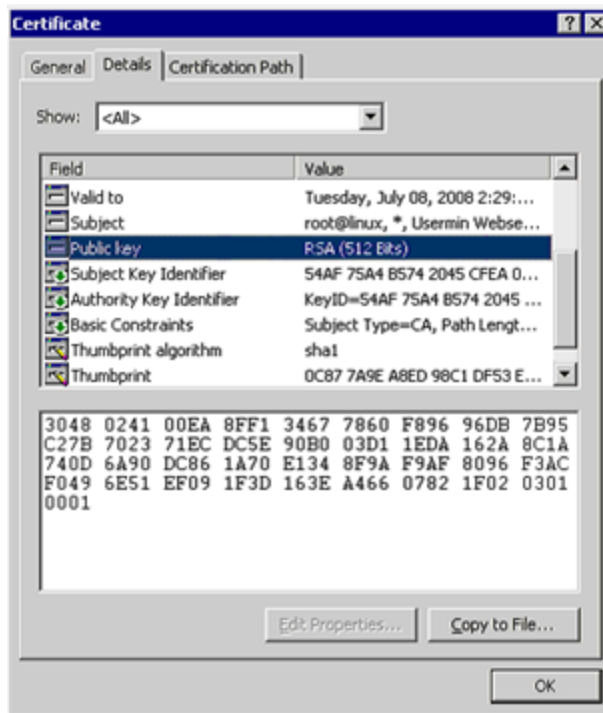 Certificate
General Details Certification Path
Show: <All>
Field Value
Valid to Tuesday, July 08, 2008 2:29:...
Subject root@linux, *, Usermin Webse...
Public key RSA (512 Bits)
Subject Key Identifier 54AF 75A4 B574 2045 CFEA 0...
Authority Key Identifier KeyID=54AF 75A4 B574 2045 ...
Basic Constraints Subject Type=CA, Path Lengt...
Thumbprint algorithm sha1
Thumbprint 0C87 7A9E A8ED 98C1 DF53 E...
3048 0241 00EA 8FF1 3467 7860 F896 96DB 7B95
C27B 7023 71EC DC5E 90B0 03D1 1EDA 162A 8C1A
740D 6A90 DC86 1A70 E134 8F9A F9AF 8096 F3AC
F049 6E51 EF09 1F3D 163E A466 0782 1F02 0301
0001
Edit Properties... Copy to File...
OK